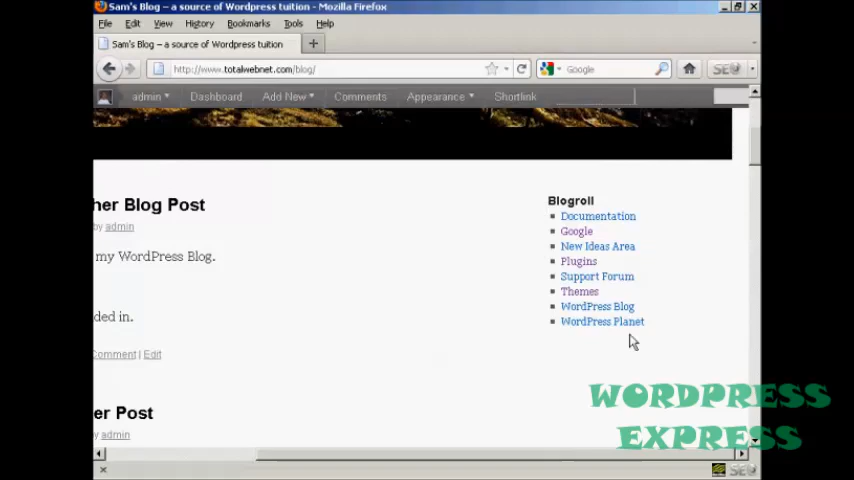 Sam's Blog – a source of Wordpress tuition - Mozilla Firefox
File Edit View History Bookmarks Tools Help
Sam's Blog – a source of Wordpress tuition
http://www.totalwebnet.com/blog/
Google
SEO
admin Dashboard Add New Comments Appearance Shortlink
her Blog Post
by admin
my WordPress Blog.
ded in.
Comment | Edit
er Post
by admin
Blogroll
Documentation
Google
New Ideas Area
Plugins
Support Forum
Themes
WordPress Blog
WordPress Planet
WORDPRESS
EXPRESS
SEO